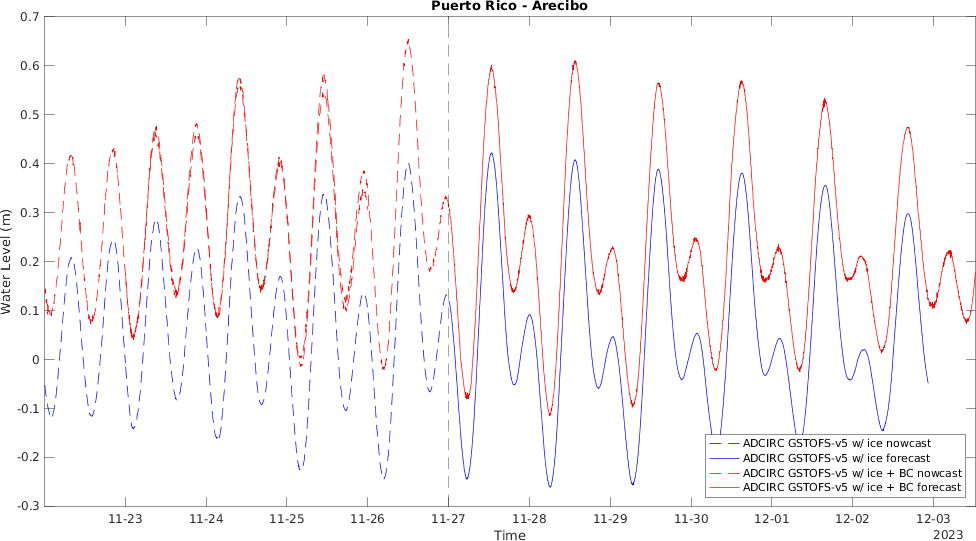 Puerto Rico - Arecibo
0.7
0.6
0.5
0.4
0.3
0.2
0.1
0
-0.1
-0.2
-0.3
Water Level (m)
ADCIRC GSTOFS-v5 w/ ice nowcast
ADCIRC GSTOFS-v5 w/ ice forecast
ADCIRC GSTOFS-v5 w/ ice + BC nowcast
ADCIRC GSTOFS-v5 w/ ice + BC forecast
11-23 11-24 11-25 11-26 11-27 11-28 11-29 11-30 12-01 12-02 12-03
Time 2023